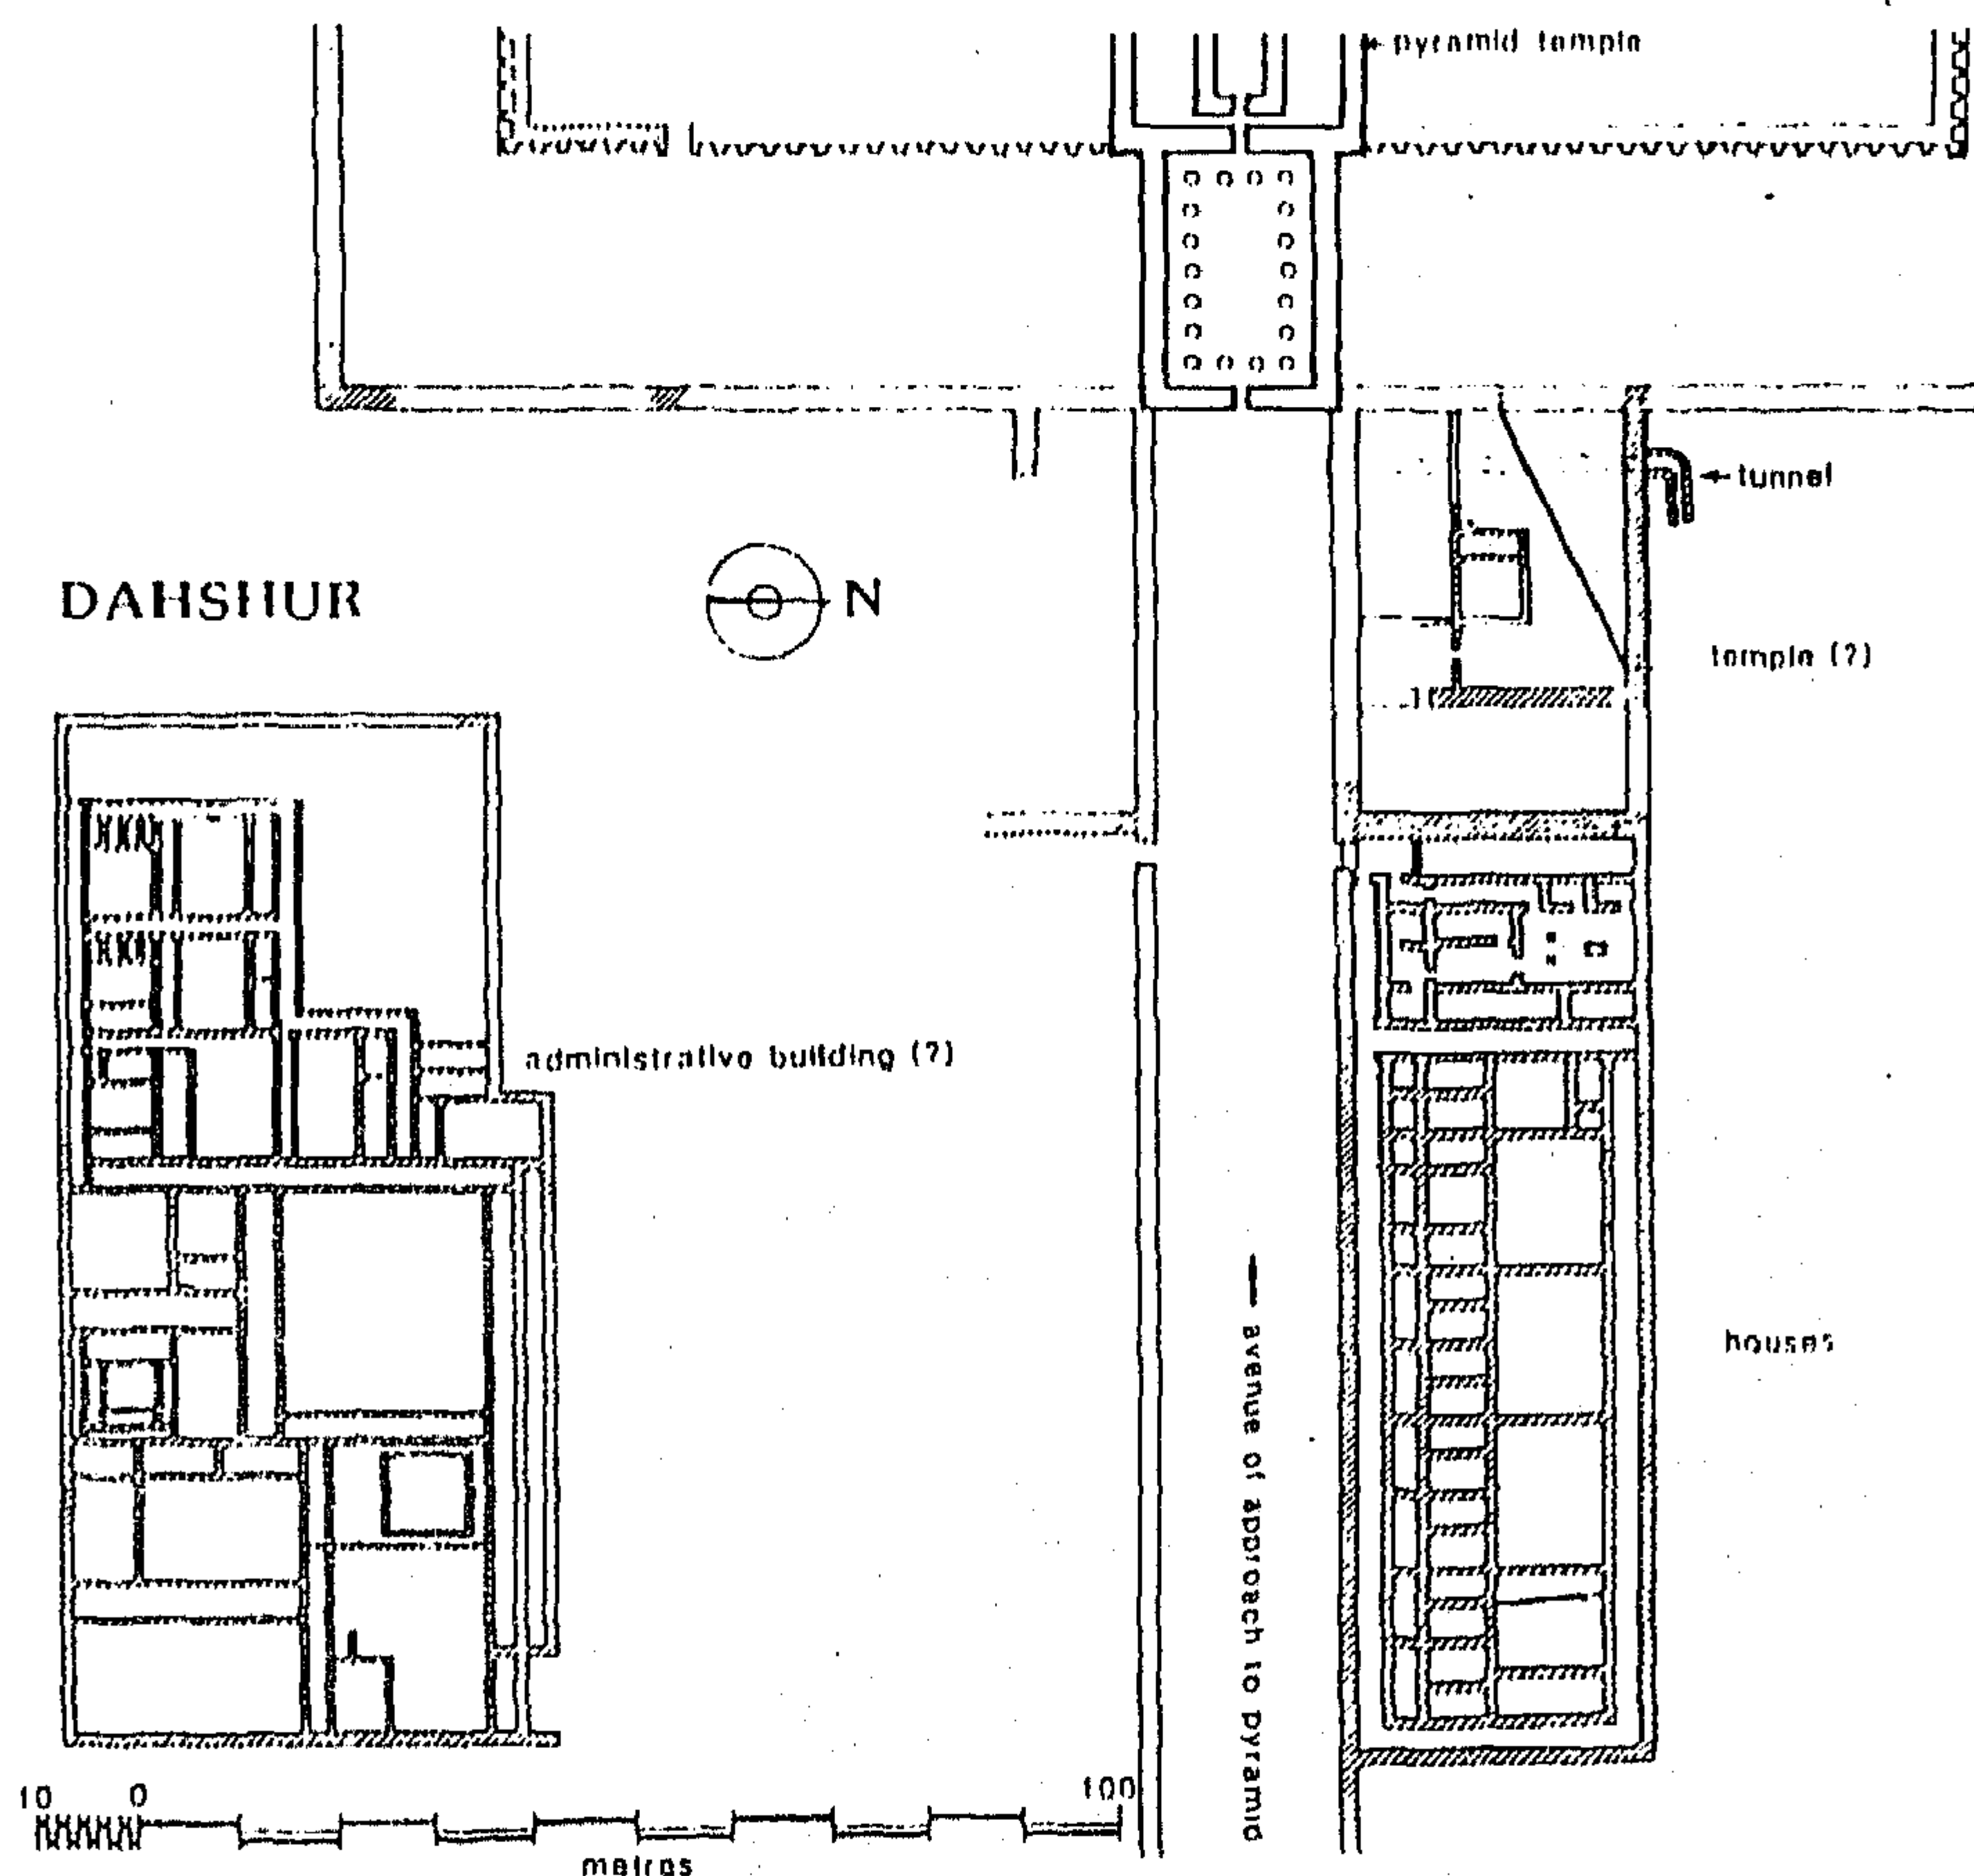 pyramid temple
tunnel
DAHSHUR
N
temple (?)
administrative building (?)
avenue of approach to pyramid
houses
10 0 100
metres